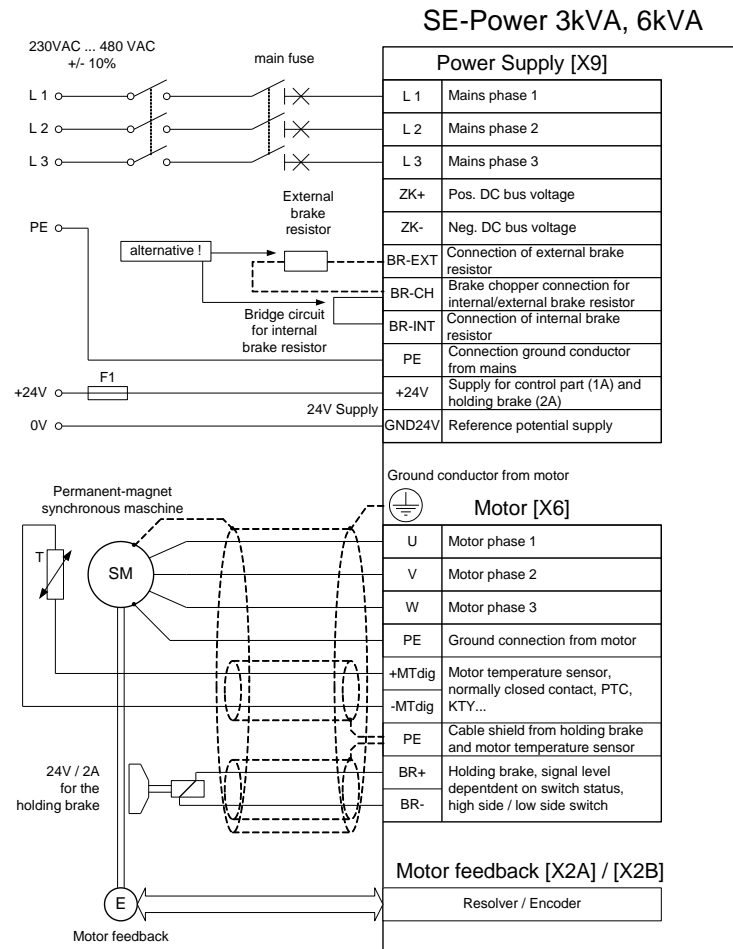 SE-Power 3kVA, 6kVA
230VAC ... 480 VAC
+/- 10%
main fuse
Power Supply [X9]
L 1
L 1
Mains phase 1
L 2
L 2
Mains phase 2
L 3
L 3
Mains phase 3
ZK+
Pos. DC bus voltage
External
brake
resistor
ZK-
Neg. DC bus voltage
PE
alternative !
BR-EXT
Connection of external brake
resistor
BR-CH
Brake chopper connection for
internal/external brake resistor
Bridge circuit
for internal
brake resistor
BR-INT
Connection of internal brake
resistor
PE
Connection ground conductor
from mains
+24V
F1
+24V
Supply for control part (1A) and
holding brake (2A)
24V Supply
0V
GND24V
Reference potential supply
Ground conductor from motor
Permanent-magnet
synchronous maschine
Motor [X6]
T
SM
U
Motor phase 1
V
Motor phase 2
W
Motor phase 3
PE
Ground connection from motor
+MTdig
-MTdig
Motor temperature sensor,
normally closed contact, PTC,
KTY...
PE
Cable shield from holding brake
and motor temperature sensor
24V / 2A
for the
holding brake
BR+
BR-
Holding brake, signal level
depentdent on switch status,
high side / low side switch
Motor feedback [X2A] / [X2B]
E
Resolver / Encoder
Motor feedback